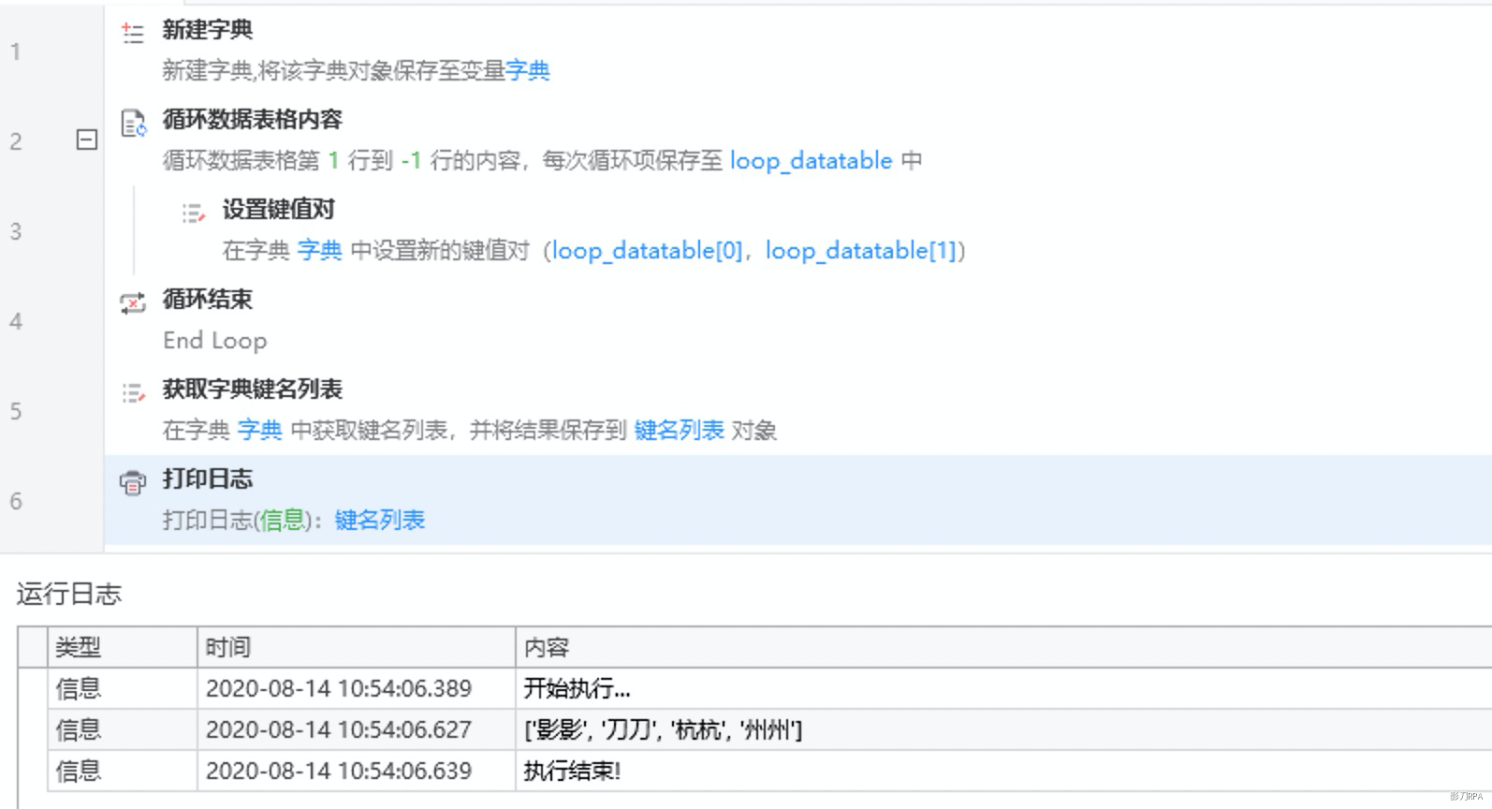 1
新建字典
新建字典,将该字典对象保存至变量字典
2
循环数据表格内容
循环数据表格第 1 行到 -1 行的内容，每次循环项保存至 loop_datatable 中
3
设置键值对
在字典 字典 中设置新的键值对（loop_datatable[0]，loop_datatable[1]）
4
循环结束
End Loop
5
获取字典键名列表
在字典 字典 中获取键名列表，并将结果保存到 键名列表 对象
6
打印日志
打印日志(信息)：键名列表
运行日志
类型 时间 内容
信息 2020-08-14 10:54:06.389 开始执行...
信息 2020-08-14 10:54:06.627 ['影影', '刀刀', '杭杭', '州州']
信息 2020-08-14 10:54:06.639 执行结束!
影刀RPA